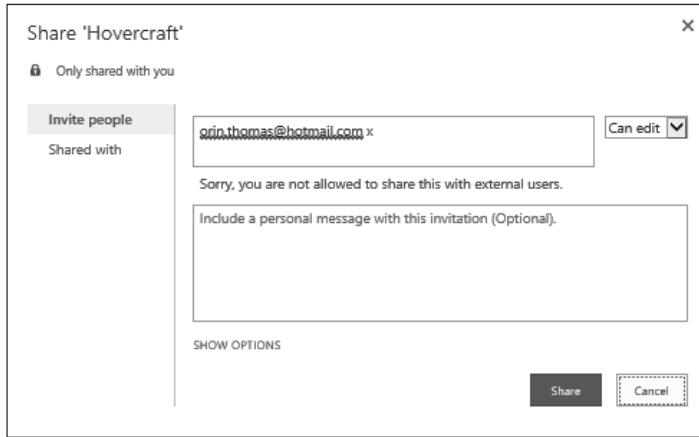 Share 'Hovercraft'
Only shared with you
Invite people
Shared with
orin.thomas@hotmail.com x
Can edit
Sorry, you are not allowed to share this with external users.
Include a personal message with this invitation (Optional).
SHOW OPTIONS
Share
Cancel